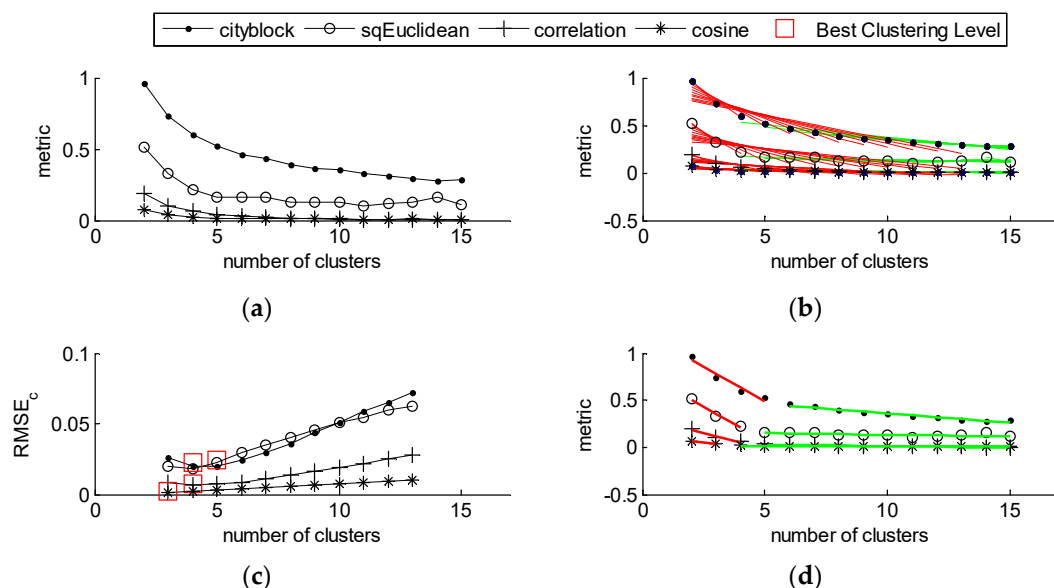 cityblock sqEuclidean correlation cosine Best Clustering Level
1
0.5
0
metric
0 5 10 15
number of clusters
(a)
1
0.5
0
-0.5
metric
0 5 10 15
number of clusters
(b)
0.1
0.05
0
RMSE_c
0 5 10 15
number of clusters
(c)
1
0.5
0
-0.5
metric
0 5 10 15
number of clusters
(d)